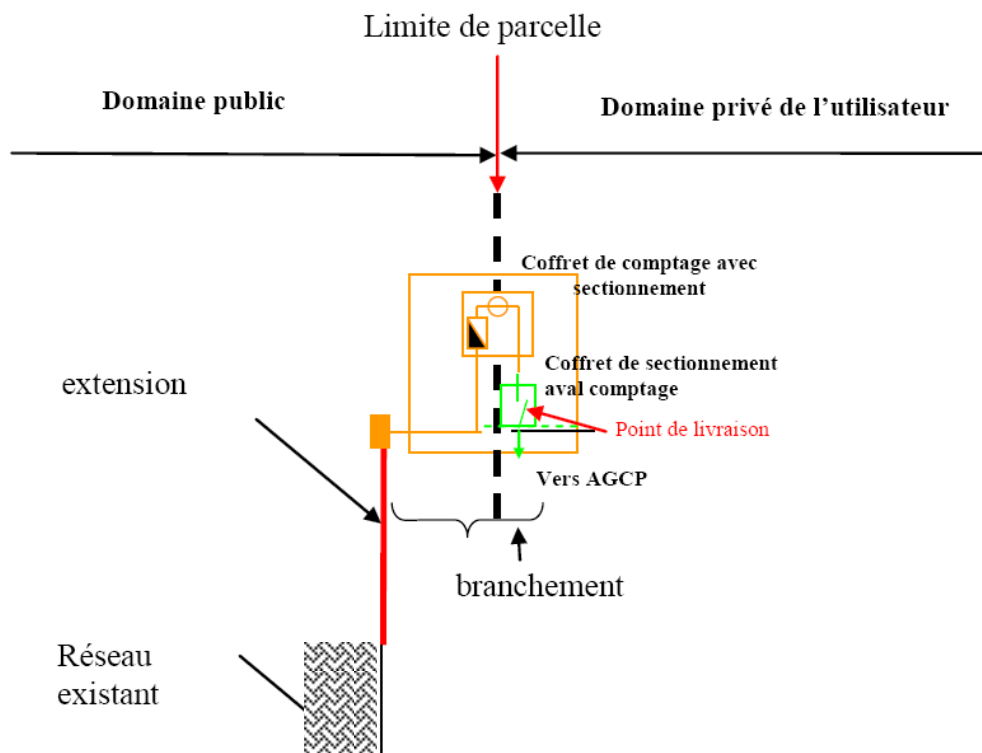 Limite de parcelle
Domaine public
Domaine privé de l'utilisateur
Coffret de comptage avec
sectionnement
Coffret de sectionnement
aval comptage
extension
Point de livraison
Vers AGCP
branchement
Réseau
existant